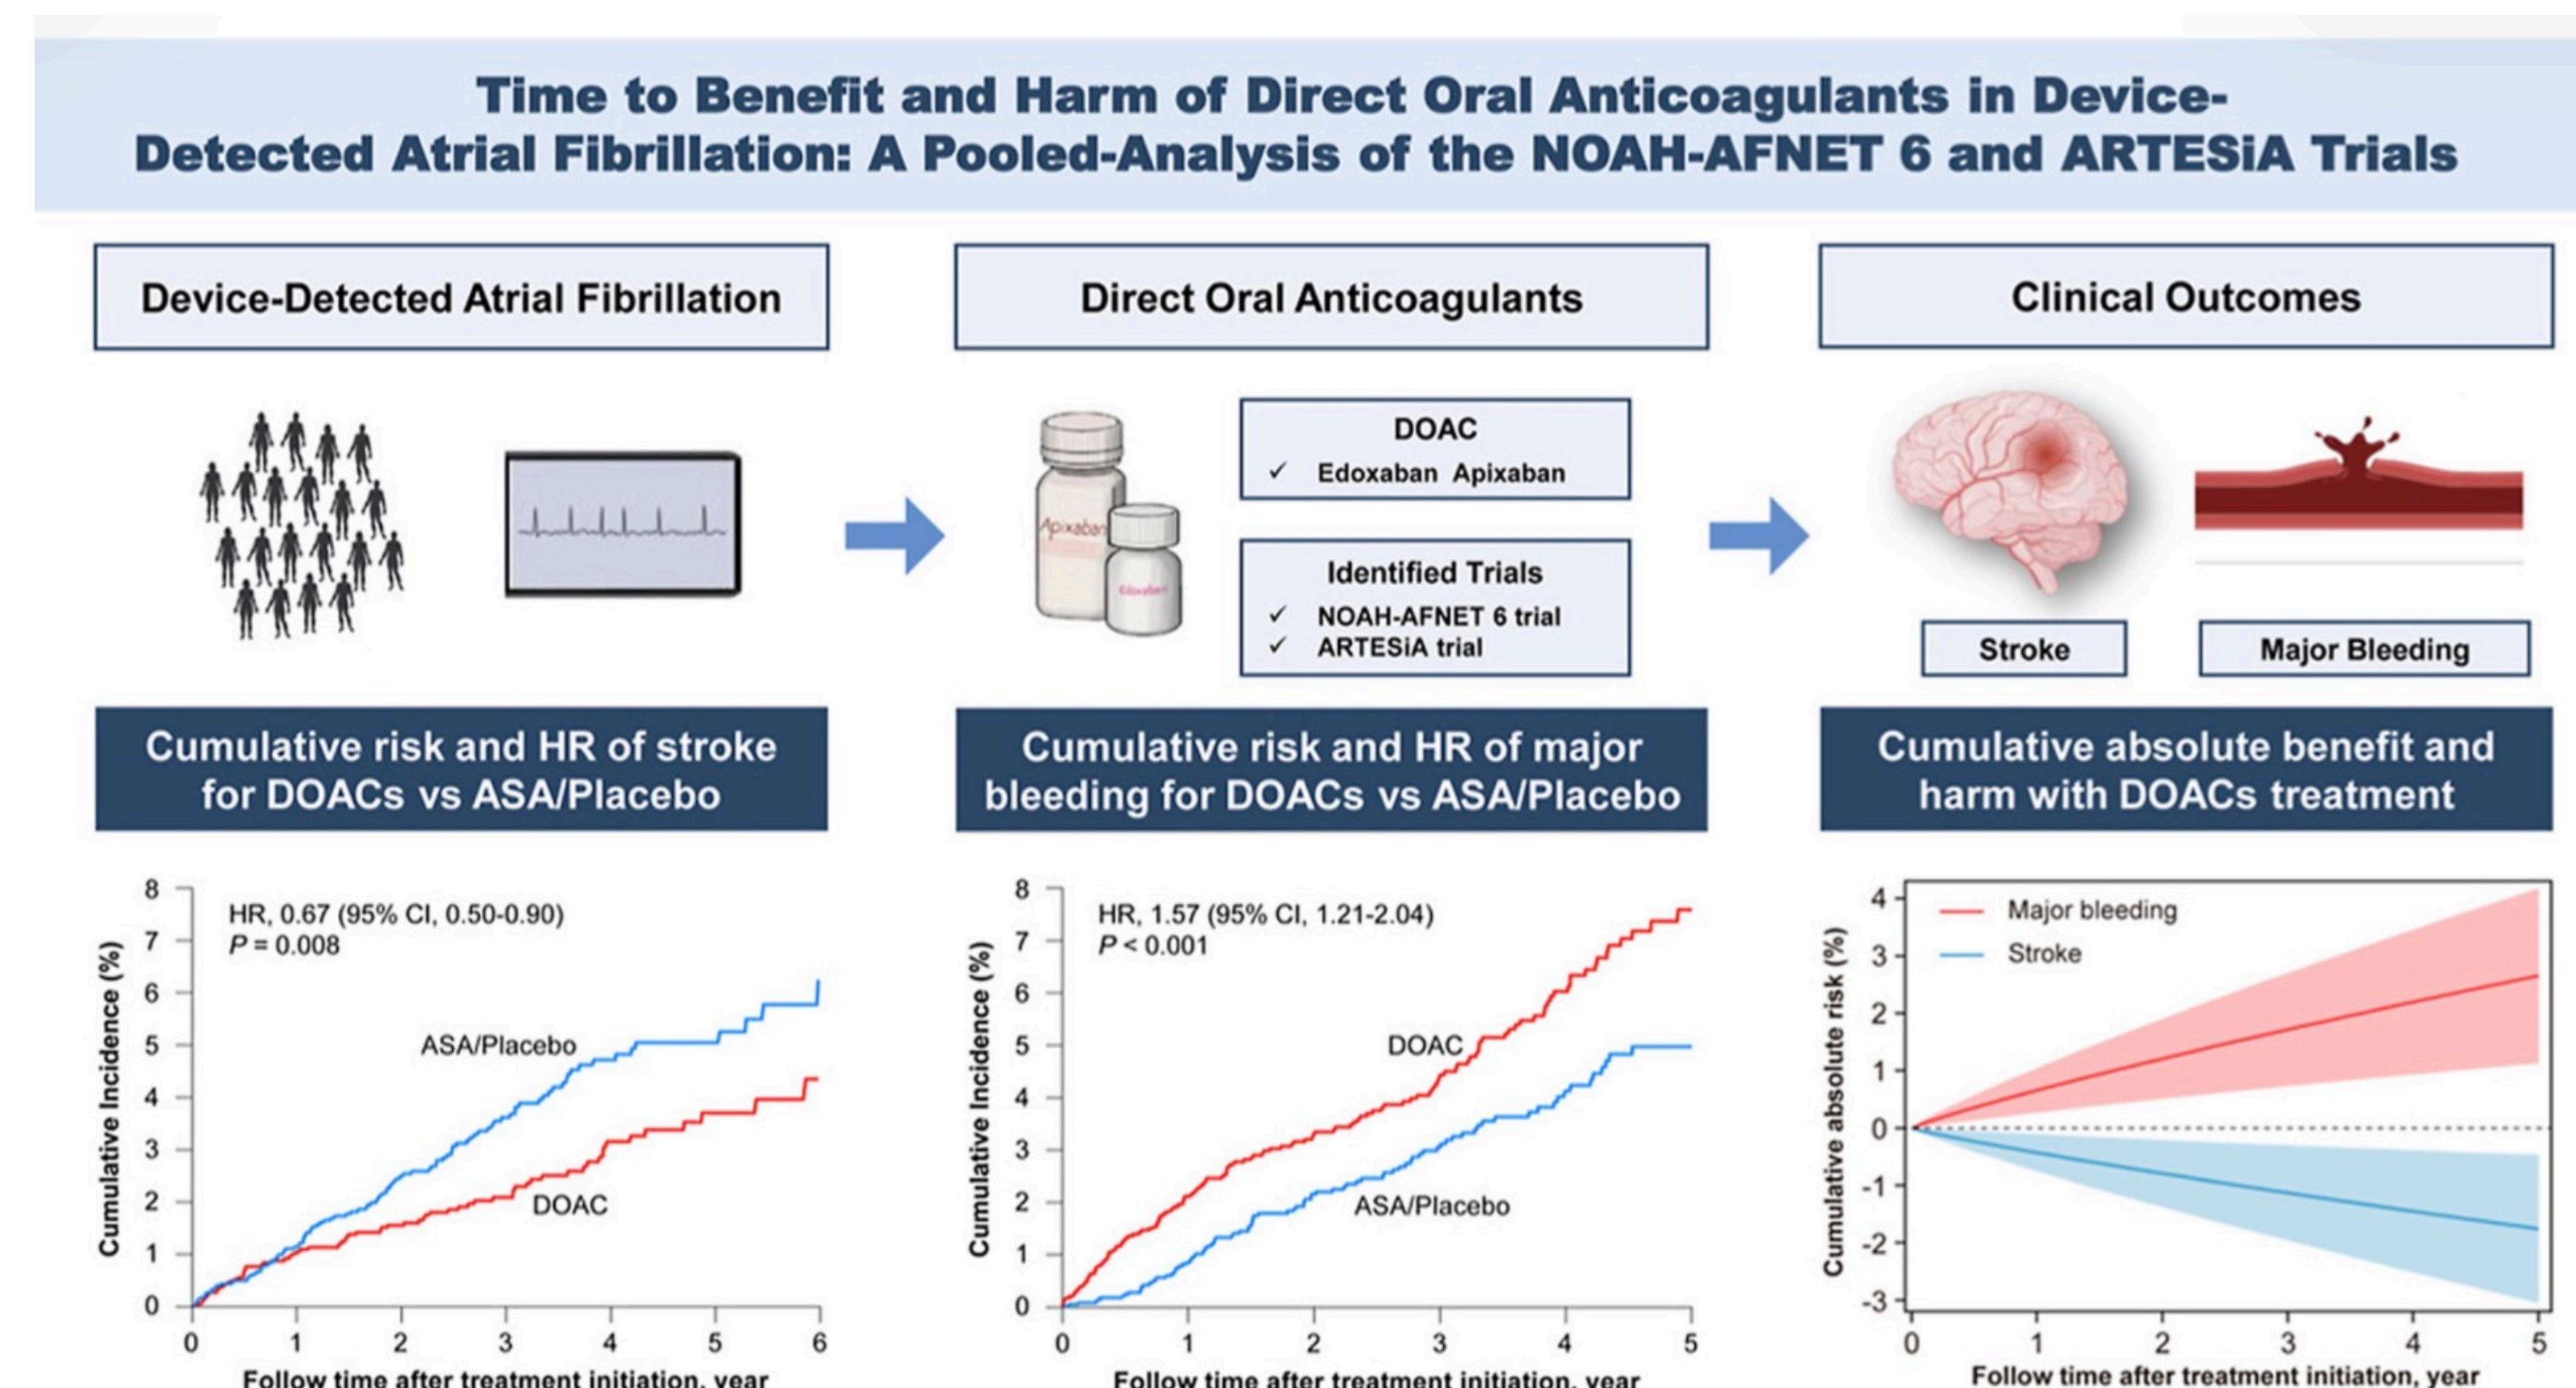 Time to Benefit and Harm of Direct Oral Anticoagulants in Device-
Detected Atrial Fibrillation: A Pooled-Analysis of the NOAH-AFNET 6 and ARTESiA Trials
Device-Detected Atrial Fibrillation
Direct Oral Anticoagulants
Clinical Outcomes
Apixaban
Edoxaban
DOAC
✓ Edoxaban Apixaban
Identified Trials
✓ NOAH-AFNET 6 trial
✓ ARTESiA trial
Stroke
Major Bleeding
Cumulative risk and HR of stroke
for DOACs vs ASA/Placebo
Cumulative Incidence (%)
8
7
6
5
4
3
2
1
0
HR, 0.67 (95% CI, 0.50-0.90)
P = 0.008
ASA/Placebo
DOAC
0 1 2 3 4 5 6
Follow time after treatment initiation, year
Cumulative risk and HR of major
bleeding for DOACs vs ASA/Placebo
Cumulative Incidence (%)
8
7
6
5
4
3
2
1
0
HR, 1.57 (95% CI, 1.21-2.04)
P < 0.001
DOAC
ASA/Placebo
0 1 2 3 4 5
Follow time after treatment initiation, year
Cumulative absolute benefit and
harm with DOACs treatment
Cumulative absolute risk (%)
4
3
2
1
0
-1
-2
-3
Major bleeding
Stroke
0 1 2 3 4 5
Follow time after treatment initiation, year